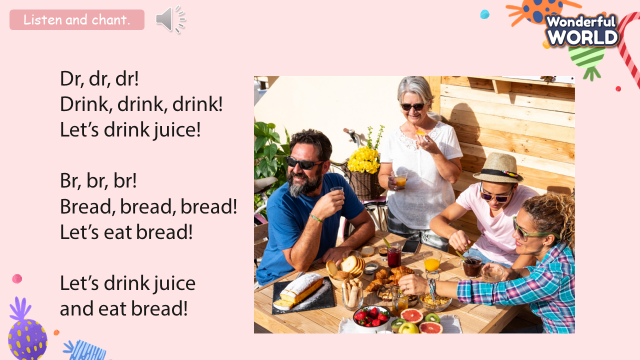 Listen and chant.
Wonderful
WORLD
Dr, dr, dr!
Drink, drink, drink!
Let’s drink juice!
Br, br, br!
Bread, bread, bread!
Let’s eat bread!
Let’s drink juice
and eat bread!